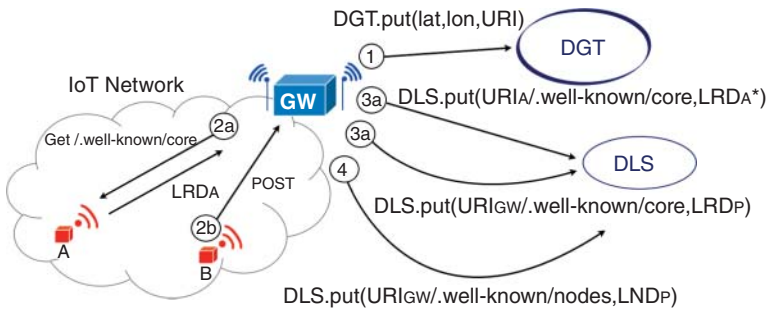 DGT.put(lat,lon,URI)
1
DGT
IoT Network
GW
3a
DLS.put(URIA/.well-known/core,LRDA*)
2a
Get /.well-known/core
3a
LRDA
POST
4
DLS
DLS.put(URIGW/.well-known/core,LRDP)
2b
A
B
DLS.put(URIGW/.well-known/nodes,LNDP)